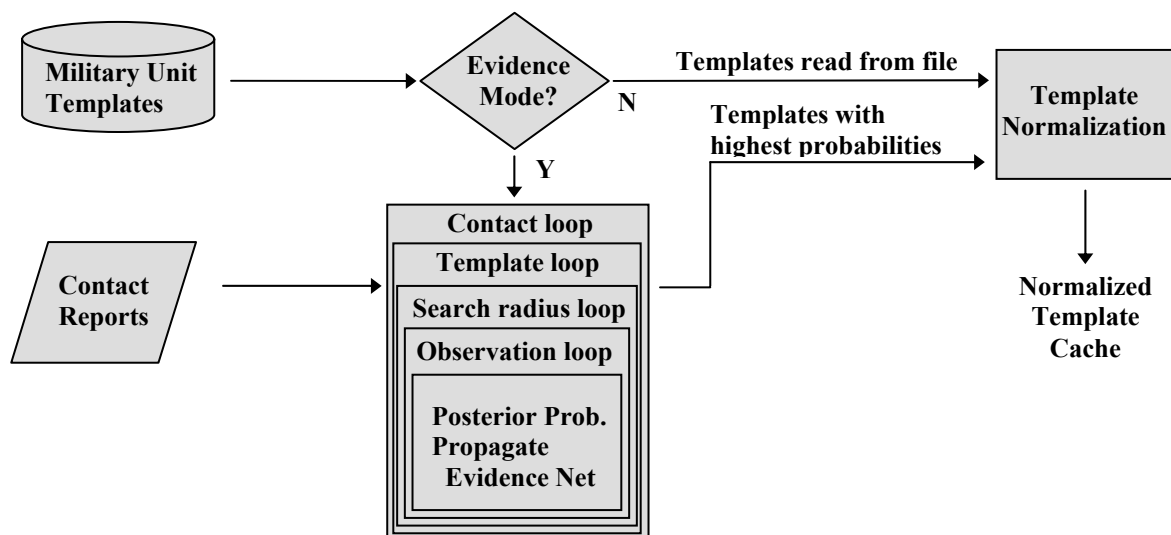 Military Unit
Templates
Evidence
Mode?
N
Y
Templates read from file
Templates with
highest probabilities
Template
Normalization
Contact Reports
Contact loop
Template loop
Search radius loop
Observation loop
Posterior Prob.
Propagate
Evidence Net
Normalized
Template
Cache